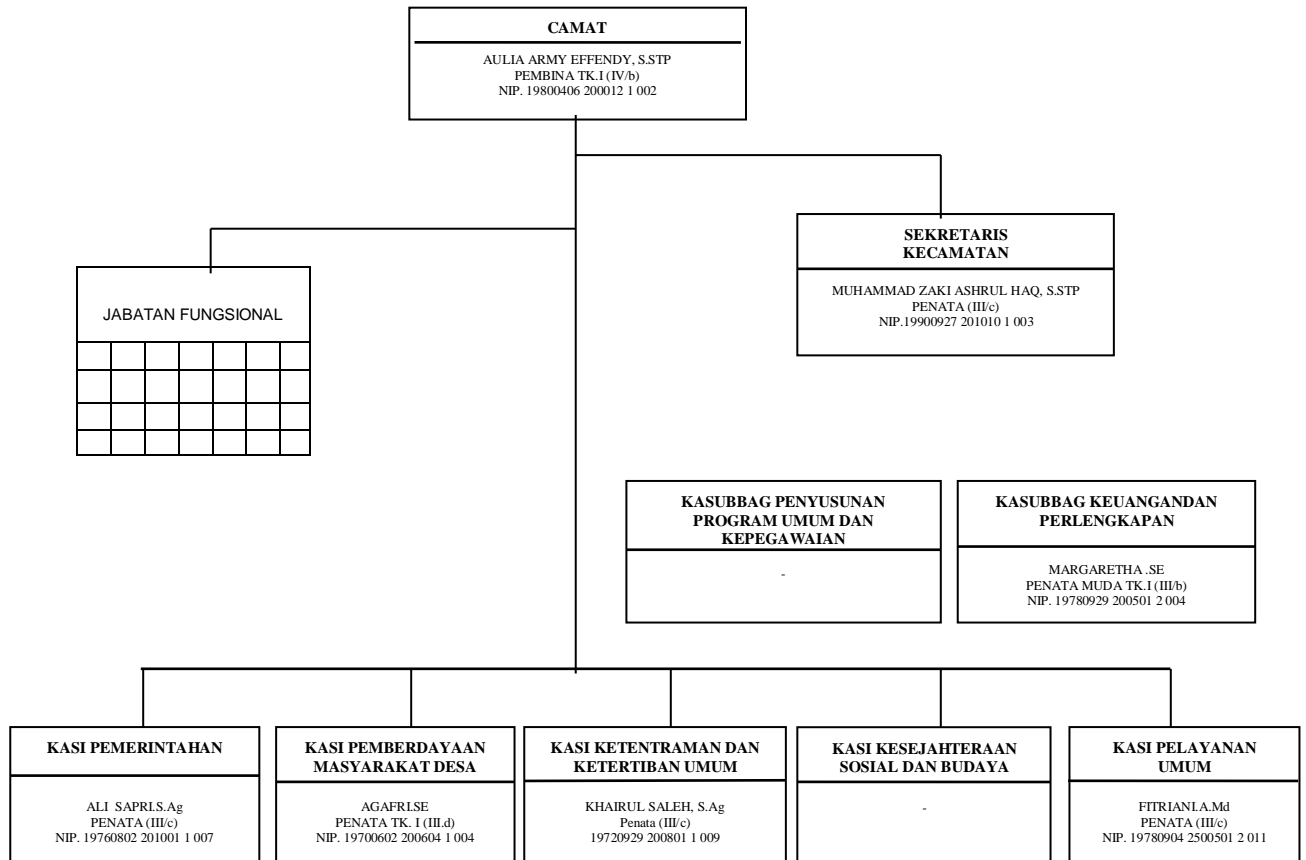 CAMAT
AULIA ARMY EFFENDY, S.STP
PEMBINA TK.I (IV/b)
NIP. 19800406 200012 1 002
SEKRETARIS
KECAMATAN
MUHAMMAD ZAKI ASHRUL HAQ, S.STP
PENATA (III/c)
NIP.19900927 201010 1 003
JABATAN FUNGSIONAL
KASUBBAG PENYUSUNAN
PROGRAM UMUM DAN
KEPEGAWAIAN
-
KASUBBAG KEUANGANDAN
PERLENGKAPAN
MARGARETHA .SE
PENATA MUDA TK.I (III/b)
NIP. 19780929 200501 2 004
KASI PEMERINTAHAN
ALI SAPRI.S.Ag
PENATA (III/c)
NIP. 19760802 201001 1 007
KASI PEMBERDAYAAN
MASYARAKAT DESA
AGAFRI.SE
PENATA TK. I (III.d)
NIP. 19700602 200604 1 004
KASI KETENTRAMAN DAN
KETERTIBAN UMUM
KHAIRUL SALEH, S.Ag
Penata (III/c)
19720929 200801 1 009
KASI KESEJAHTERAAN
SOSIAL DAN BUDAYA
-
KASI PELAYANAN
UMUM
FITRIANI.A.Md
PENATA (III/c)
NIP. 19780904 2500501 2 011